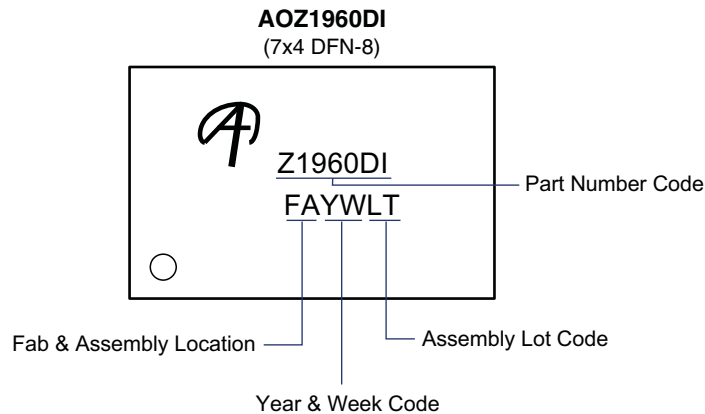 AOZ1960DI
(7x4 DFN-8)
Z1960DI
Part Number Code
FAYWLT
Fab & Assembly Location
Assembly Lot Code
Year & Week Code